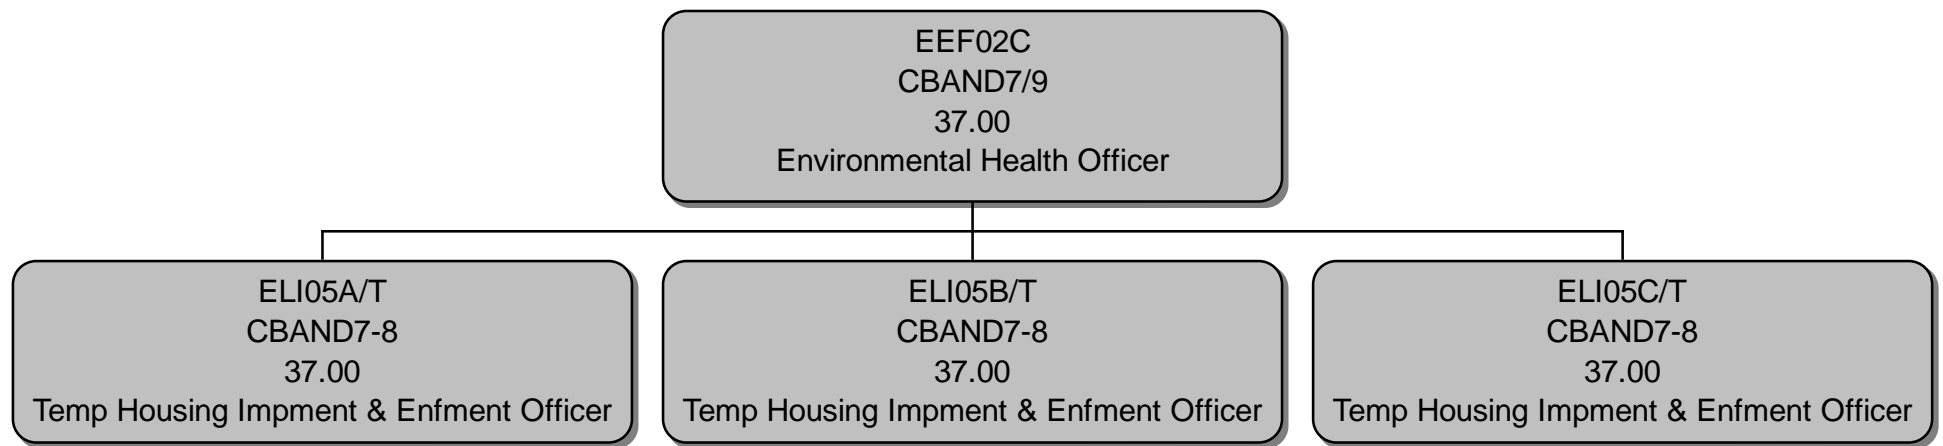 EEF02C
CBAND7/9
37.00
Environmental Health Officer
ELI05A/T
CBAND7-8
37.00
Temp Housing Impment & Enfment Officer
ELI05B/T
CBAND7-8
37.00
Temp Housing Impment & Enfment Officer
ELI05C/T
CBAND7-8
37.00
Temp Housing Impment & Enfment Officer